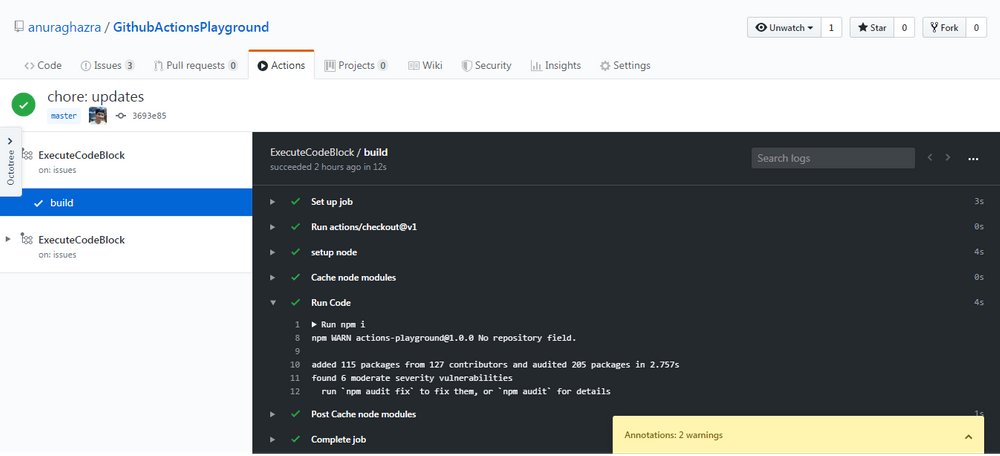 anuraghazra / GithubActionsPlayground
Unwatch 1 Star 0 Fork 0
Code Issues 3 Pull requests 0 Actions Projects 0 Wiki Security Insights Settings
chore: updates
master 3693e85
Octotree
ExecuteCodeBlock
on: issues
build
ExecuteCodeBlock
on: issues
ExecuteCodeBlock / build
succeeded 2 hours ago in 12s
Search logs
Set up job 3s
Run actions/checkout@v1 0s
setup node 4s
Cache node modules 0s
Run Code 4s
1 Run npm i
8 npm WARN actions-playground@1.0.0 No repository field.
9
10 added 115 packages from 127 contributors and audited 205 packages in 2.757s
11 found 6 moderate severity vulnerabilities
12 run `npm audit fix` to fix them, or `npm audit` for details
Post Cache node modules 1s
Complete job
Annotations: 2 warnings